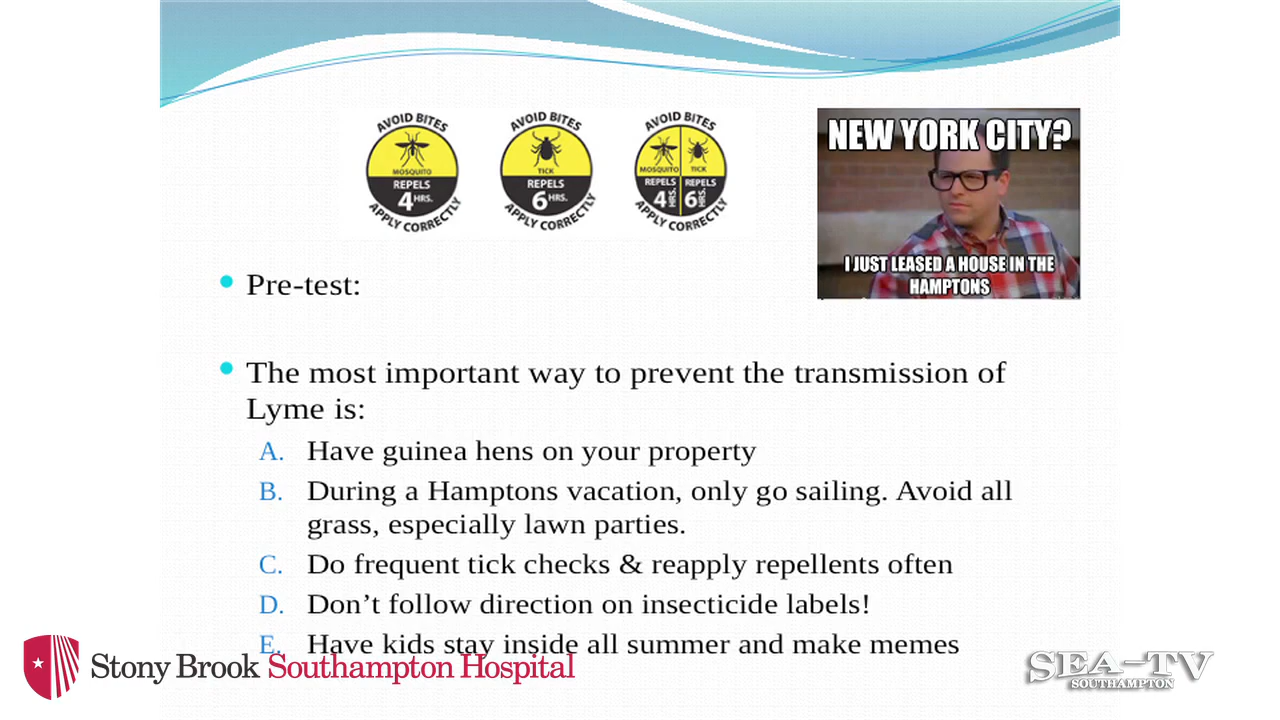 AVOID BITES
MOSQUITO
REPELS
4 HRS.
APPLY CORRECTLY
AVOID BITES
TICK
REPELS
6 HRS.
APPLY CORRECTLY
AVOID BITES
MOSQUITO TICK
REPELS REPELS
4 HRS. 6 HRS.
APPLY CORRECTLY
NEW YORK CITY?
I JUST LEASED A HOUSE IN THE
HAMPTONS
Pre-test:
The most important way to prevent the transmission of
Lyme is:
A. Have guinea hens on your property
B. During a Hamptons vacation, only go sailing. Avoid all
grass, especially lawn parties.
C. Do frequent tick checks & reapply repellents often
D. Don’t follow direction on insecticide labels!
E. Have kids stay inside all summer and make memes
Stony Brook Southampton Hospital
SEA-TV
SOUTHAMPTON